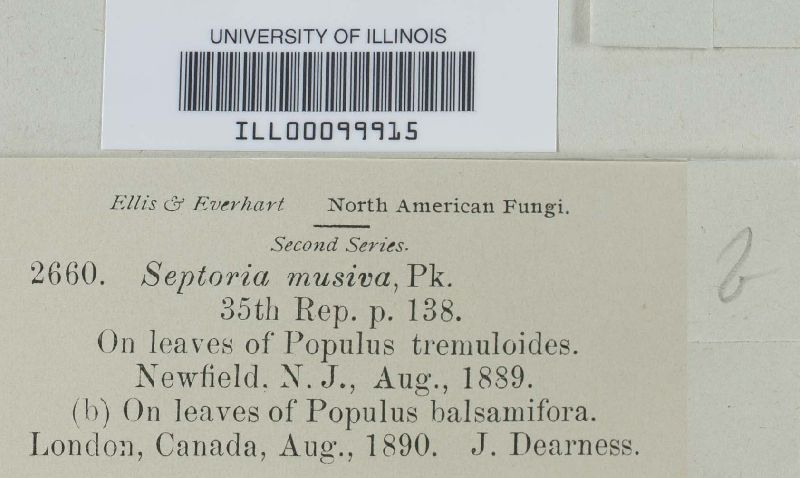 UNIVERSITY OF ILLINOIS
ILL00099915
Ellis & Everhart North American Fungi.
Second Series.
2660. Septoria musiva, Pk.
35th Rep. p. 138.
On leaves of Populus tremuloides.
Newfield, N. J., Aug., 1889.
(b) On leaves of Populus balsamifora.
London, Canada, Aug., 1890. J. Dearness.
b